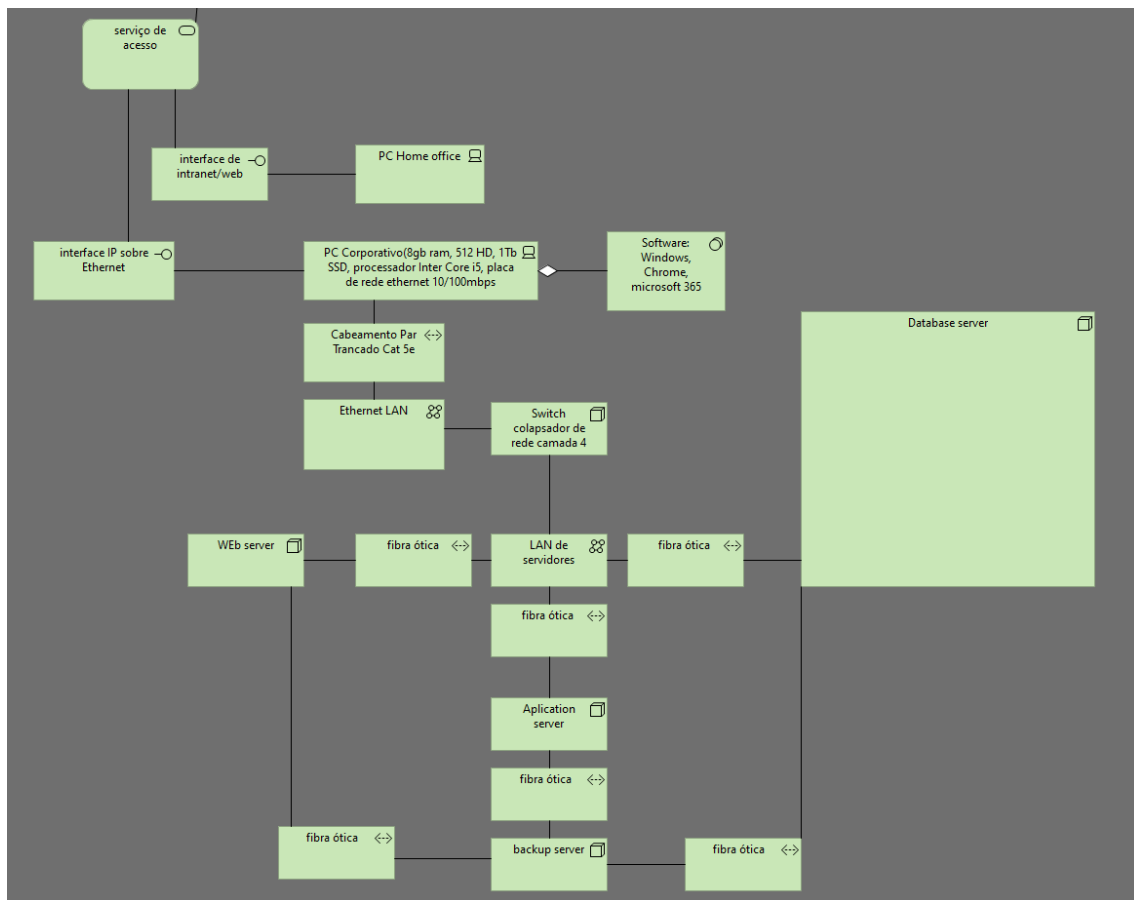 serviço de
acesso
interface de
intranet/web
PC Home office
interface IP sobre
Ethernet
PC Corporativo(8gb ram, 512 HD, 1Tb
SSD, processador Inter Core i5, placa
de rede ethernet 10/100mbps
Software:
Windows,
Chrome,
microsoft 365
Database server
Cabeamento Par
Trancado Cat 5e
Ethernet LAN
Switch
colapsador de
rede camada 4
WEb server
fibra ótica
LAN de
servidores
fibra ótica
fibra ótica
Aplication
server
fibra ótica
fibra ótica
backup server
fibra ótica